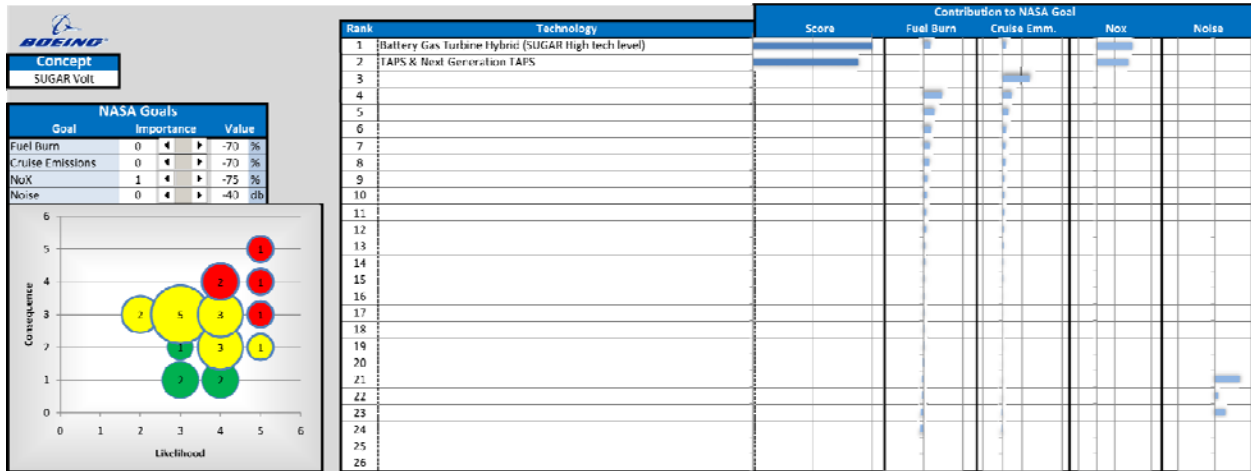 BOEING
Concept
SUGAR Volt
NASA Goals
Goal Importance Value
Fuel Burn 0 -70 %
Cruise Emissions 0 -70 %
NoX 1 -75 %
Noise 0 -40 db
6
5
4
3
2
1
0
Consequence
1
2 1
2 5 3 1
1 3 1
2 2
0 1 2 3 4 5 6
Likelihood
Contribution to NASA Goal
Rank Technology Score Fuel Burn Cruise Emm. Nox Noise
1 Battery Gas Turbine Hybrid (SUGAR High tech level)
2 TAPS & Next Generation TAPS
3
4
5
6
7
8
9
10
11
12
13
14
15
16
17
18
19
20
21
22
23
24
25
26